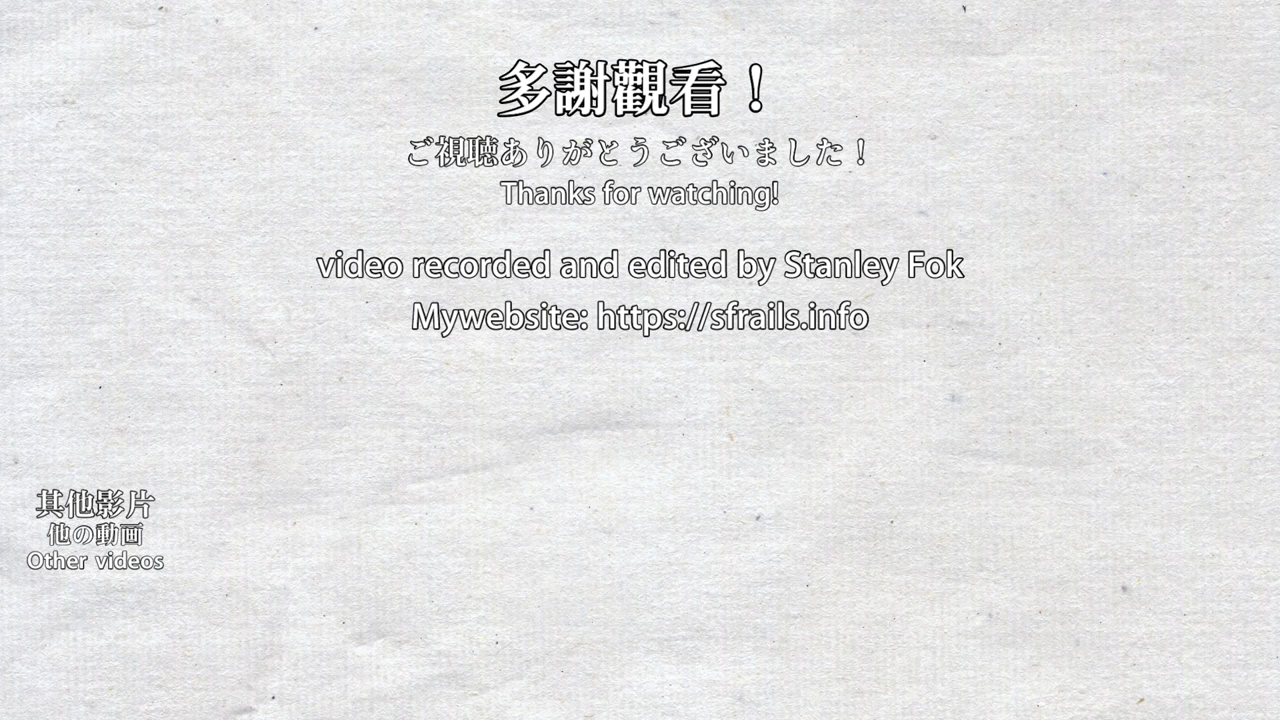 多謝觀看！
ご視聴ありがとうございました！
Thanks for watching!
video recorded and edited by Stanley Fok
Mywebsite: https://sfrails.info
其他影片
他の動画
Other videos